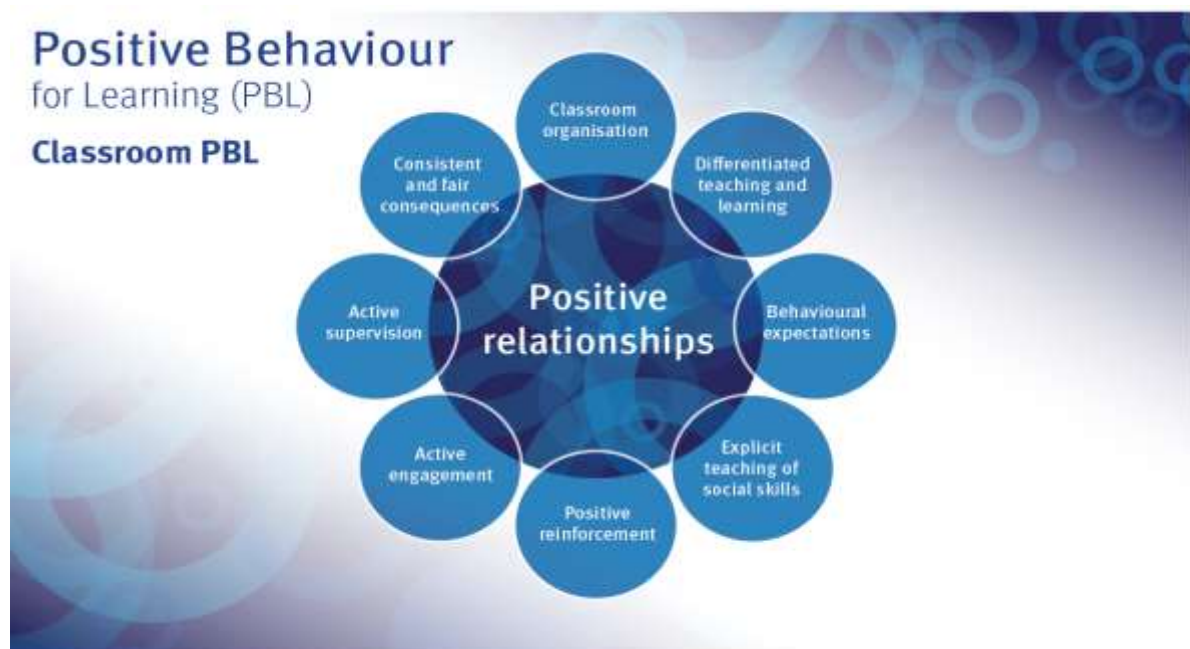 Positive Behaviour
for Learning (PBL)
Classroom PBL
Classroom
organisation
Differentiated
teaching and
learning
Behavioural
expectations
Explicit
teaching of
social skills
Positive
reinforcement
Active
engagement
Active
supervision
Consistent
and fair
consequences
Positive
relationships